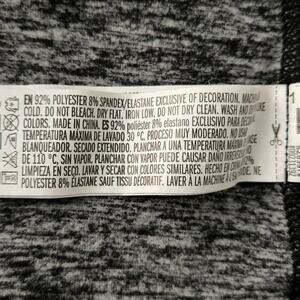 EN 92% POLYESTER 8% SPANDEX/ELASTANE EXCLUSIVE OF DECORATION. MACHINE
COLD. DO NOT BLEACH. DRY FLAT. IRON LOW. DO NOT DRY CLEAN. WASH AND LIKE
COLORS. MADE IN CHINA. ES 92% poliéster 8% elastano EXCLUSIVO PARA
TEMPERATURA MÁXIMA DE LAVADO 30 °C. PROCESO MUY MODERADO. NO USAR
BLANQUEADOR. SECADO EXTENDIDO. PLANCHAR A UNA TEMPERATURA MÁXIMA
DE 110 °C, SIN VAPOR. PLANCHAR CON VAPOR PUEDE CAUSAR DAÑO IRREVERSIBLE
LIMPIEZA EN SECO. LAVAR Y SECAR CON COLORES SIMILARES. HECHO EN CHINA.
POLYESTER 8% ÉLASTANE SAUF TISSU DÉCORATIF. LAVER À LA MACHINE À L'EAU